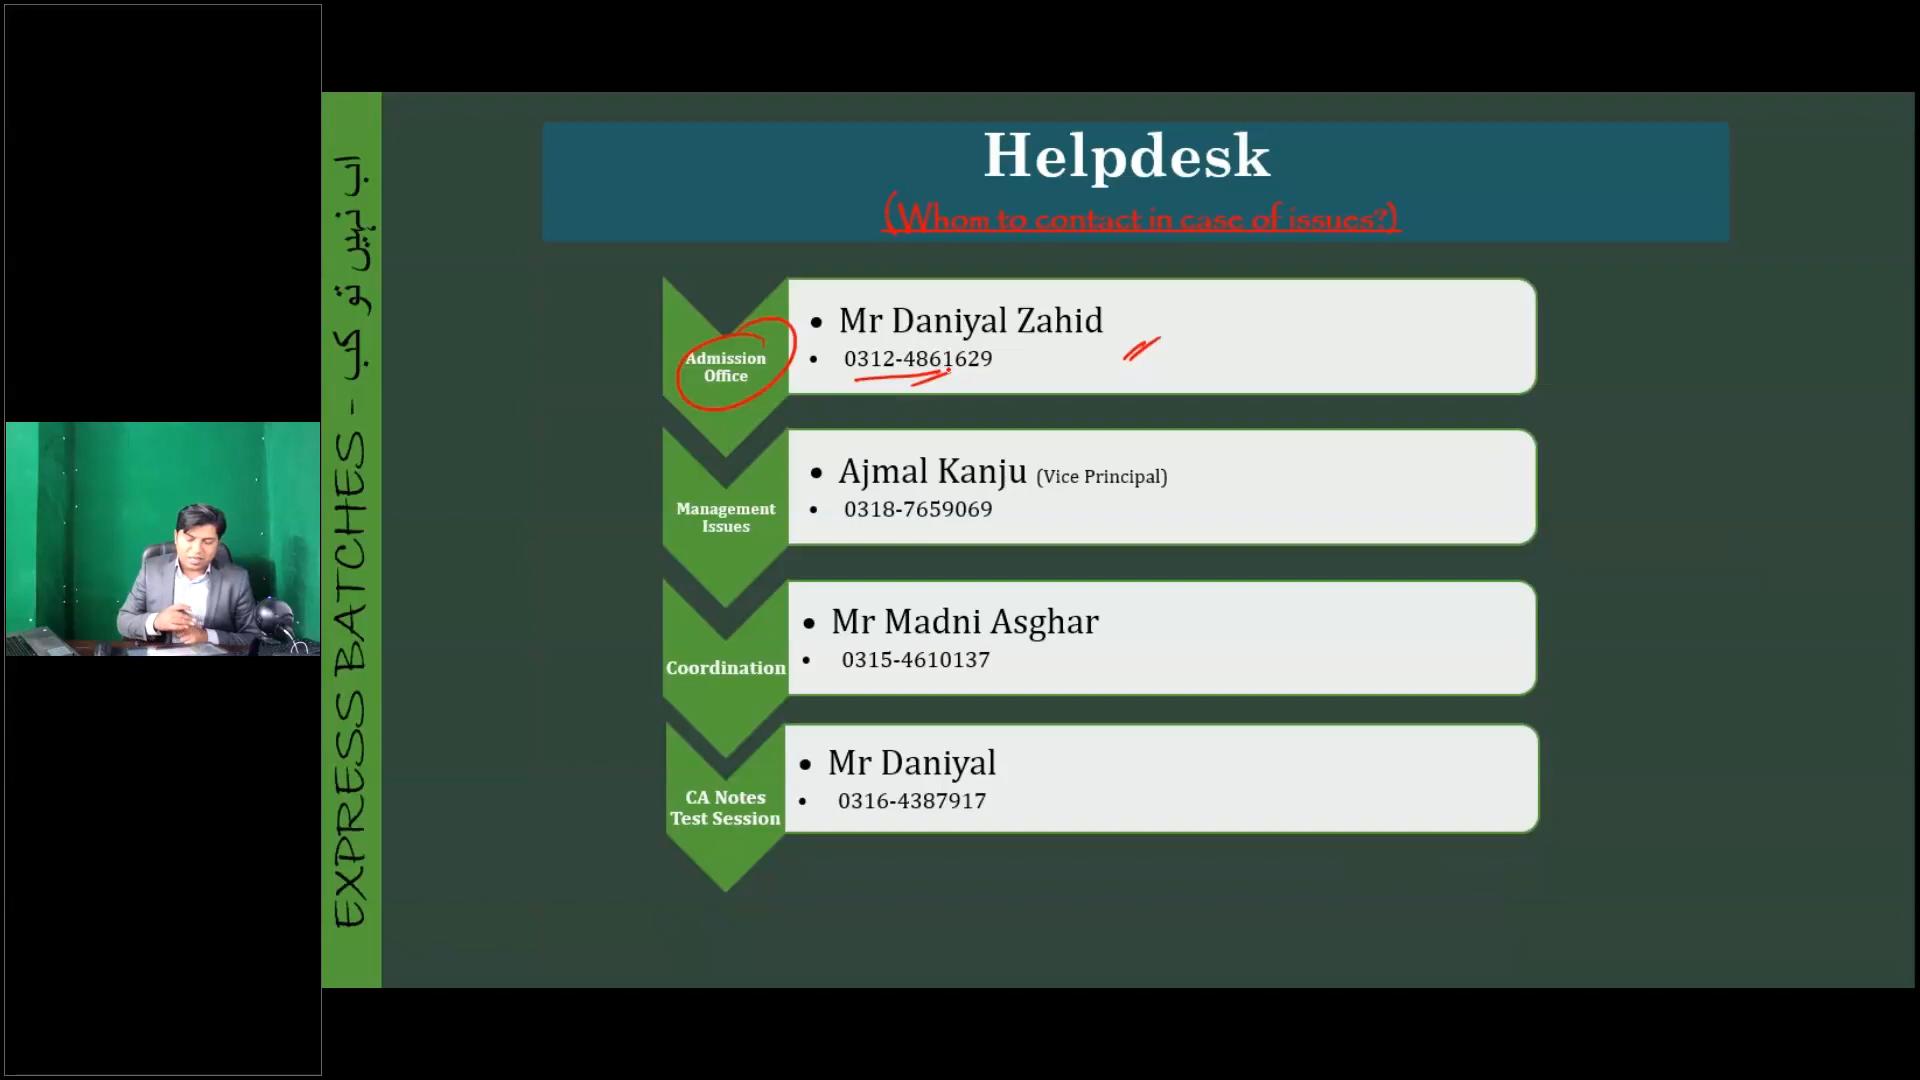 EXPRESS BATCHES - اب نہیں تو کب
Helpdesk
(Whom to contact in case of issues?)
Admission
Office
Mr Daniyal Zahid
0312-4861629
Management
Issues
Ajmal Kanju (Vice Principal)
0318-7659069
Coordination
Mr Madni Asghar
0315-4610137
CA Notes
Test Session
Mr Daniyal
0316-4387917